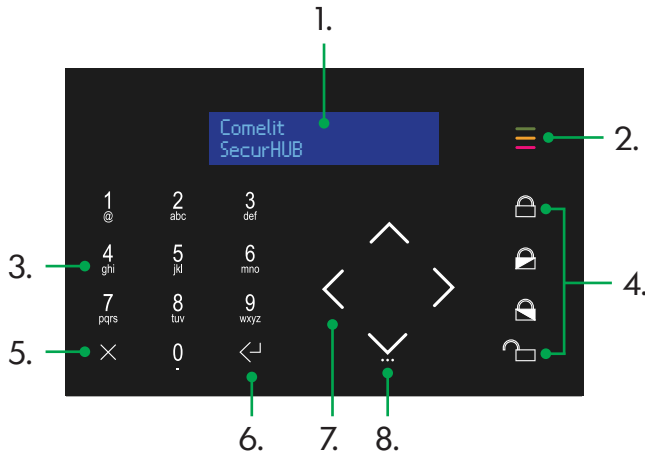 1.
Comelit
SecurHUB
2.
1 2 3
@ abc def
3.
4 5 6
ghi jkl mno
4.
7 8 9
pqrs tuv wxyz
5.
0
...
6. 7. 8.